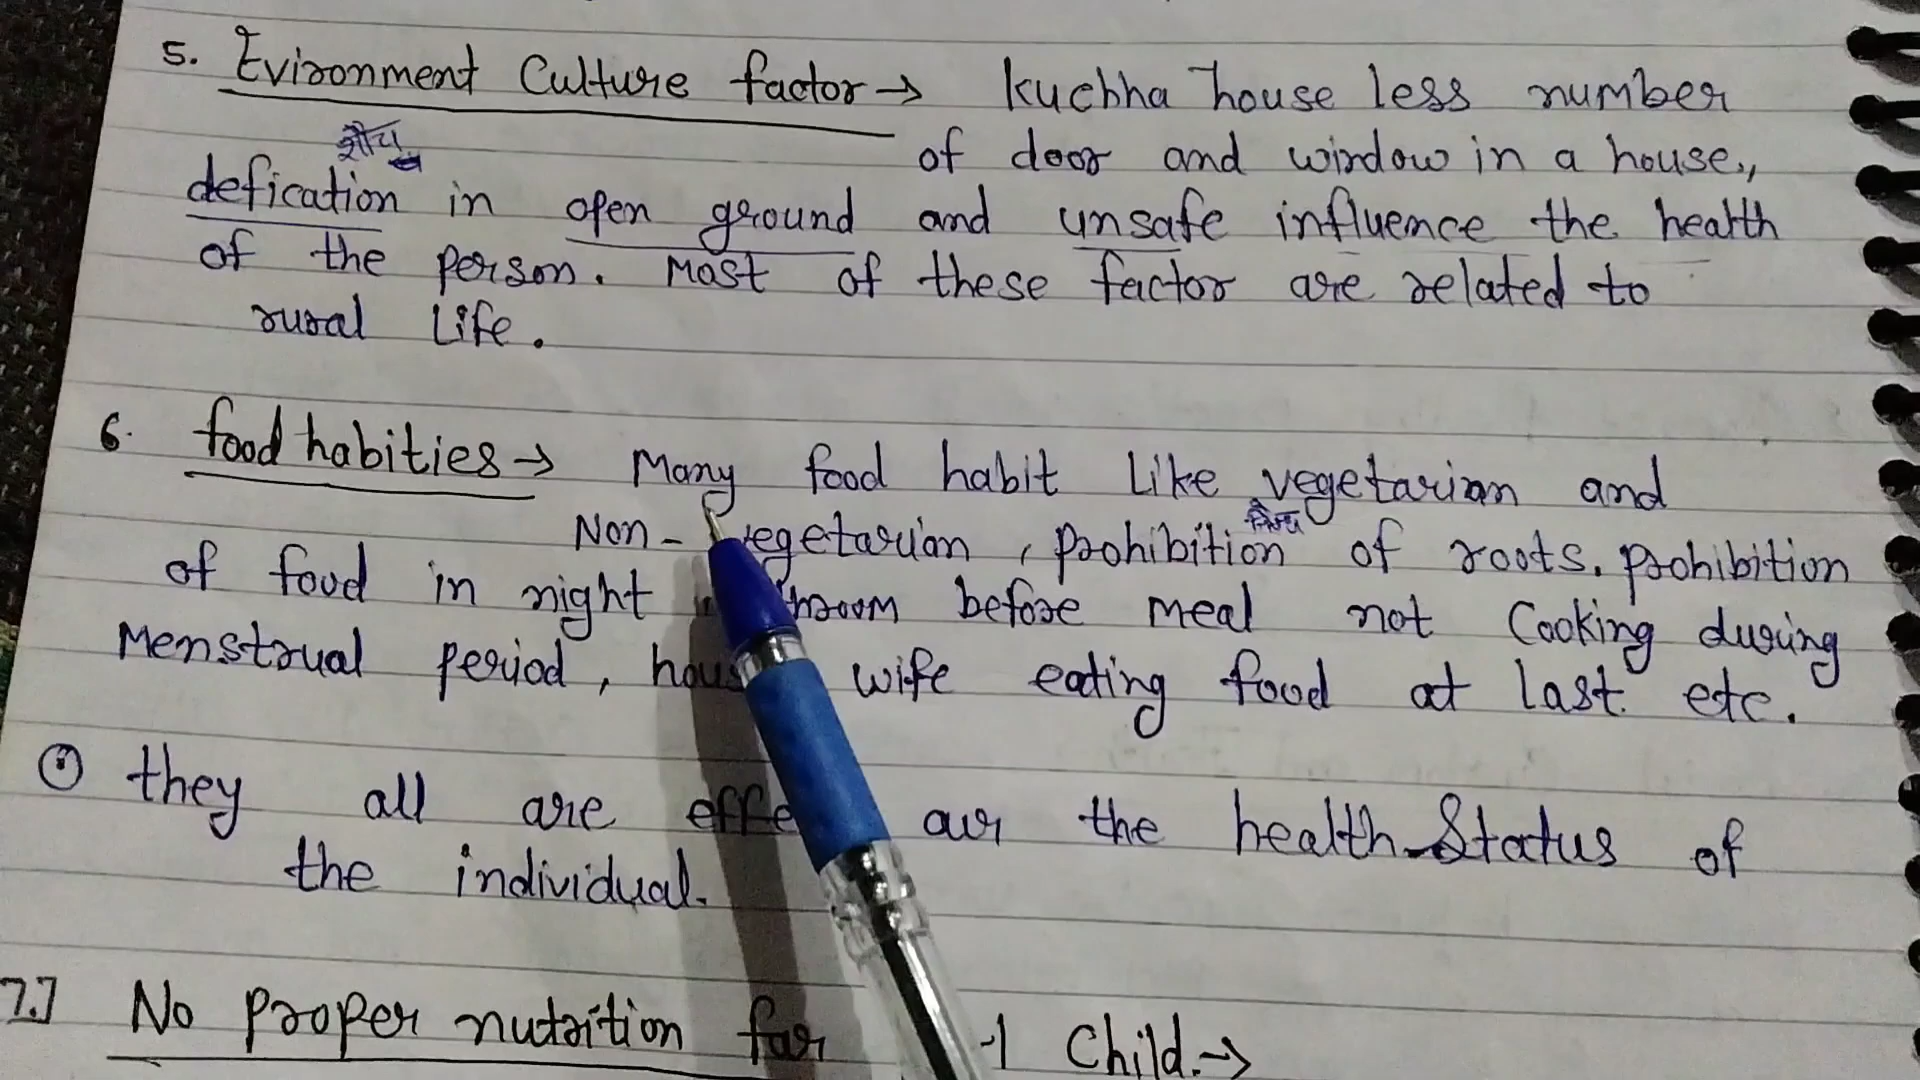 5. Evironment Culture factor → kuchha house less number
of door and window in a house,,
शौच
defication in open ground and unsafe influence the health
of the person. Most of these factor are related to
rural Life.
6. food habities → Many food habit like vegetarian and
Non- vegetarian, prohibition of roots. prohibition
of food in night before meal not Cooking during
Menstrual period, wife eating food at last. etc.
they all are the health Status of
the individual.
7.] No proper nutrition for Child. →